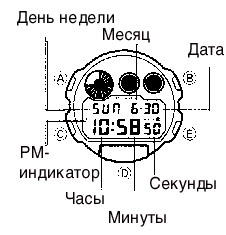 День недели
Месяц
Дата
A
B
SUN 6-30
10:58 50
C
E
PM-
индикатор
D
Секунды
Часы
Минуты